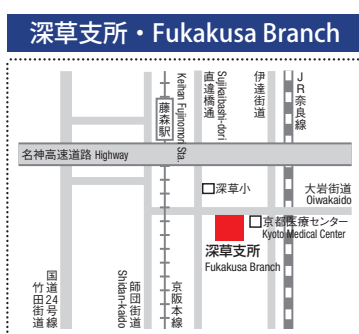 深草支所・Fukakusa Branch
藤森駅
Keihan Fujinomori Sta.
直違橋通
Sujikaibashi-dori
伊達街道
JR奈良線
名神高速道路 Highway
深草小
大岩街道
Oiwakaido
京都医療センター
Kyoto Medical Center
深草支所
Fukakusa Branch
国道24号線
竹田街道
師団街道
Shidan-kaido
京阪本線